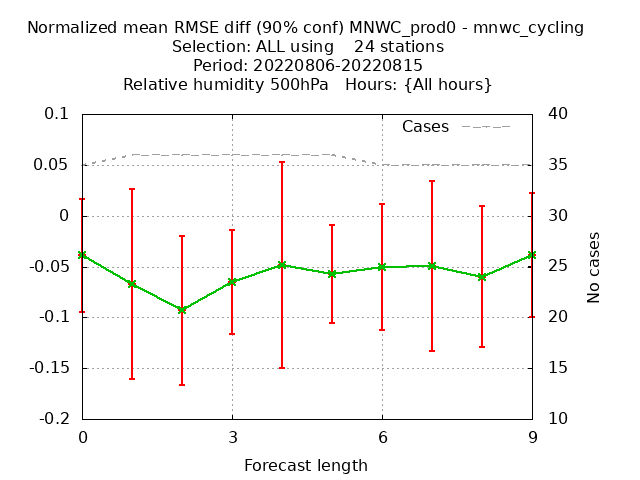 Normalized mean RMSE diff (90% conf) MNWC_prod0 - mnwc_cycling
Selection: ALL using    24 stations
Period: 20220806-20220815
Relative humidity 500hPa   Hours: {All hours}
0.1
0.05
0
-0.05
-0.1
-0.15
-0.2
40
35
30
25
20
15
10
Cases
No cases
0
3
6
9
Forecast length